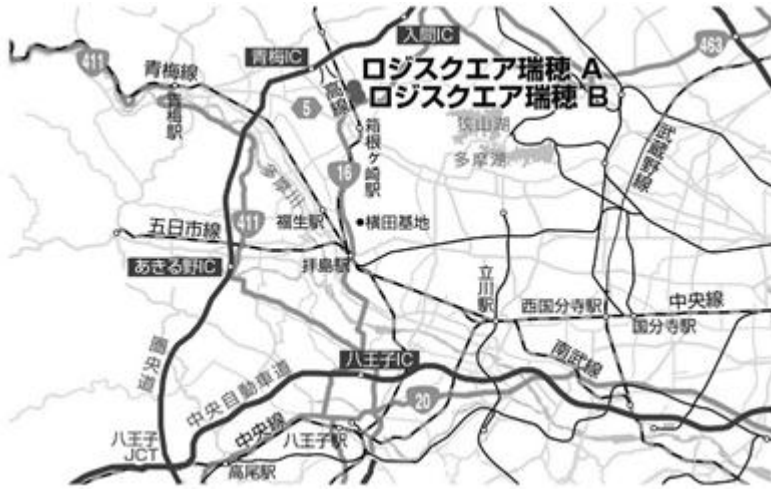 入間IC
463
411
青梅線
青梅IC
八高線
ロジスクエア瑞穂 A
ロジスクエア瑞穂 B
青梅駅
5
箱根ヶ崎駅
狭山湖
多摩湖
武蔵野線
16
多摩川
411
福生駅
横田基地
五日市線
あきる野IC
拝島駅
立川駅
西国分寺駅
中央線
国分寺駅
圏央道
八王子IC
南武線
中央自動車道
20
中央線
八王子駅
八王子
JCT
高尾駅